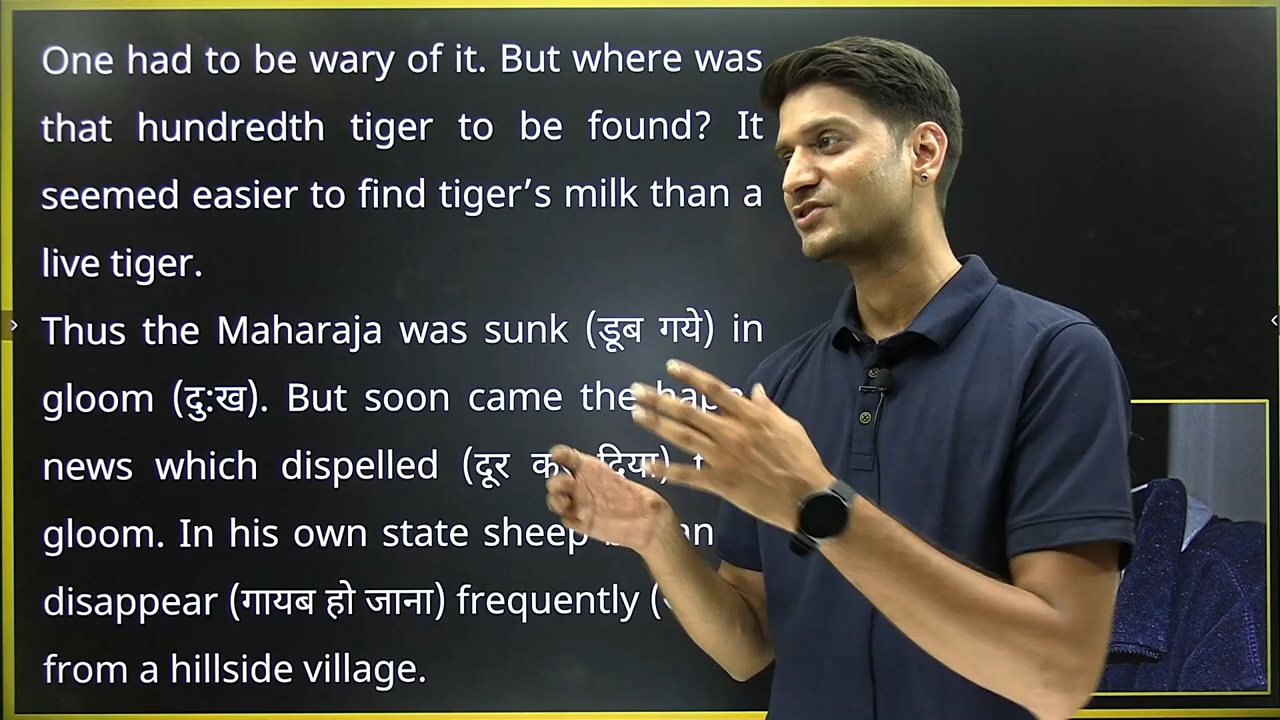 One had to be wary of it. But where was
that hundredth tiger to be found? It
seemed easier to find tiger’s milk than a
live tiger.
Thus the Maharaja was sunk (डूब गये) in
gloom (दु:ख). But soon came the
news which dispelled (दूर
gloom. In his own state sheep
disappear (गायब हो जाना) frequently (
from a hillside village.